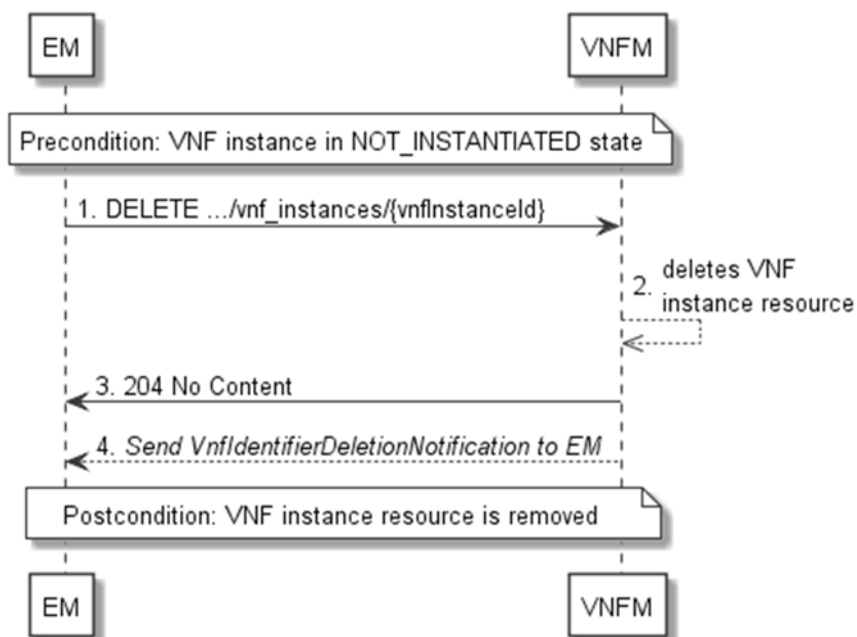 EM VNFM
Precondition: VNF instance in NOT_INSTANTIATED state
1. DELETE .../vnf_instances/{vnfInstanceId}
2. deletes VNF
instance resource
3. 204 No Content
4. Send VnfIdentifierDeletionNotification to EM
Postcondition: VNF instance resource is removed
EM VNFM